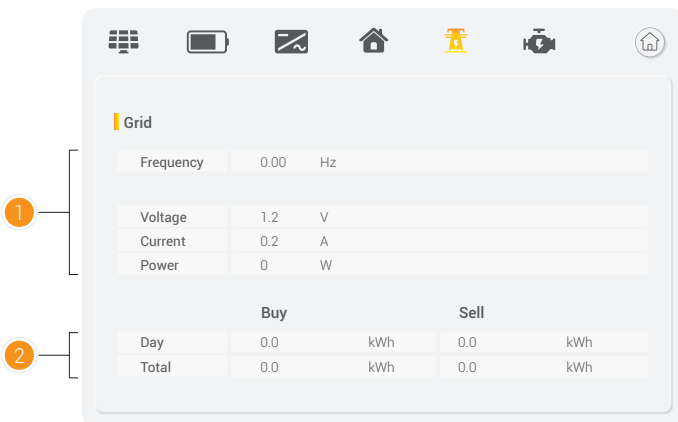 Grid
1
Frequency 0.00 Hz
Voltage 1.2 V
Current 0.2 A
Power 0 W
Buy Sell
2
Day 0.0 kWh 0.0 kWh
Total 0.0 kWh 0.0 kWh